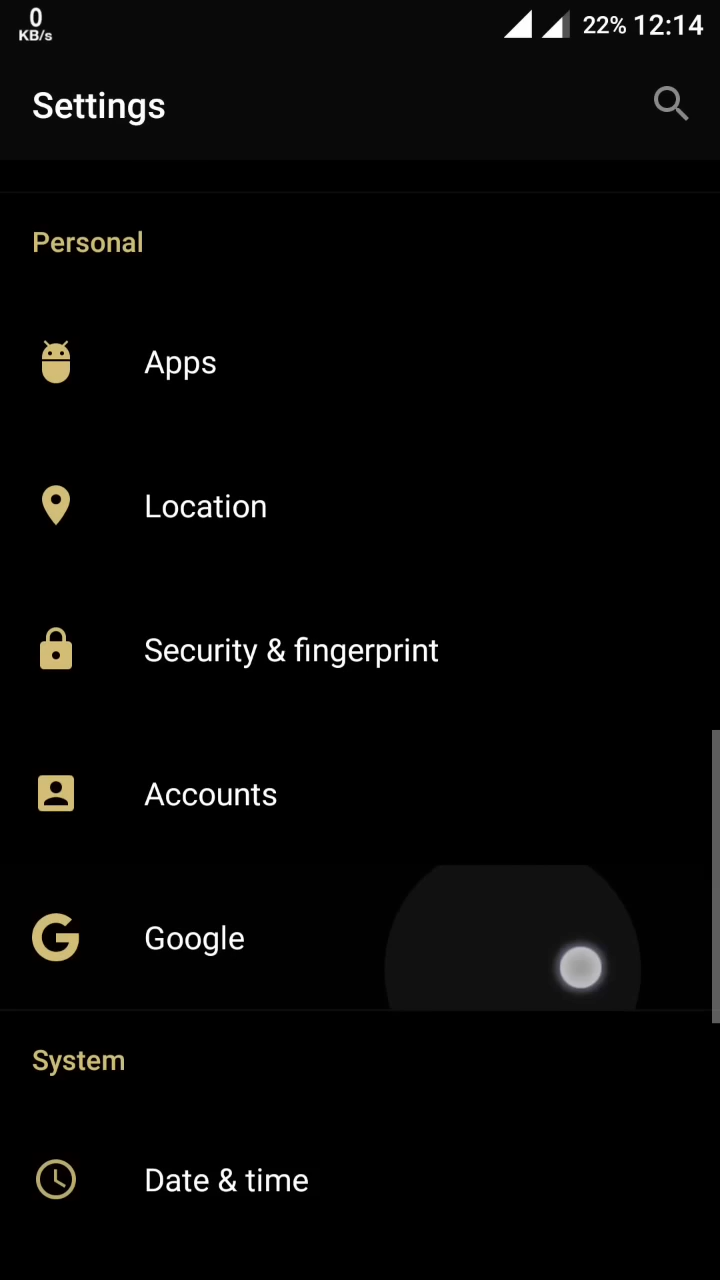 0
KB/s
22% 12:14
Settings
Personal
Apps
Location
Security & fingerprint
Accounts
Google
System
Date & time